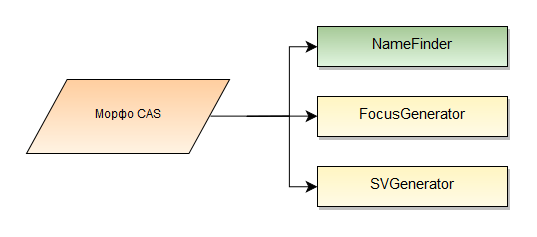 NameFinder
Морфо CAS
FocusGenerator
SVGenerator